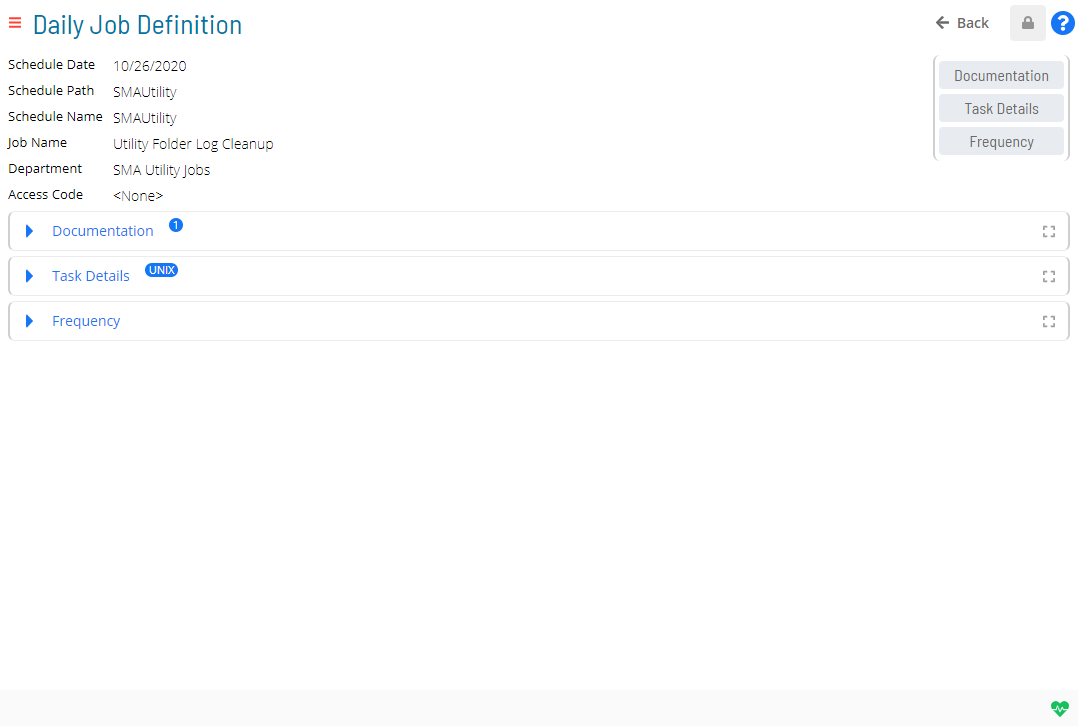 Daily Job Definition
Back
?
Schedule Date 10/26/2020
Schedule Path SMAUtility
Schedule Name SMAUtility
Job Name Utility Folder Log Cleanup
Department SMA Utility Jobs
Access Code <None>
Documentation
Task Details
Frequency
Documentation 1
Task Details UNIX
Frequency